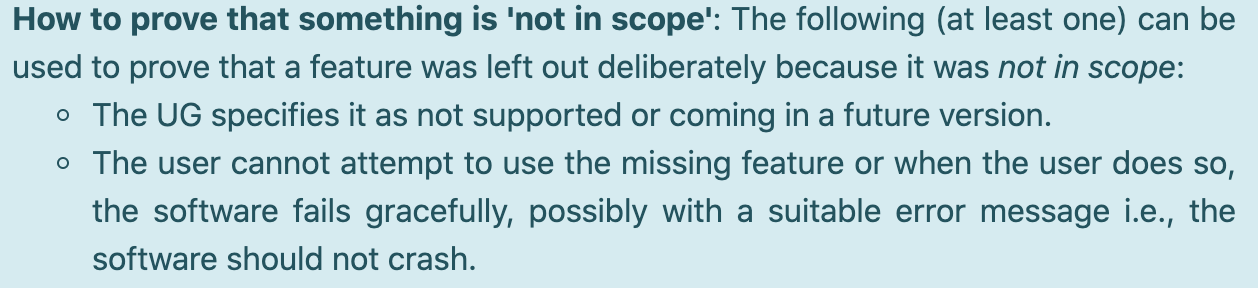 How to prove that something is 'not in scope': The following (at least one) can be
used to prove that a feature was left out deliberately because it was not in scope:
◦ The UG specifies it as not supported or coming in a future version.
◦ The user cannot attempt to use the missing feature or when the user does so,
the software fails gracefully, possibly with a suitable error message i.e., the
software should not crash.